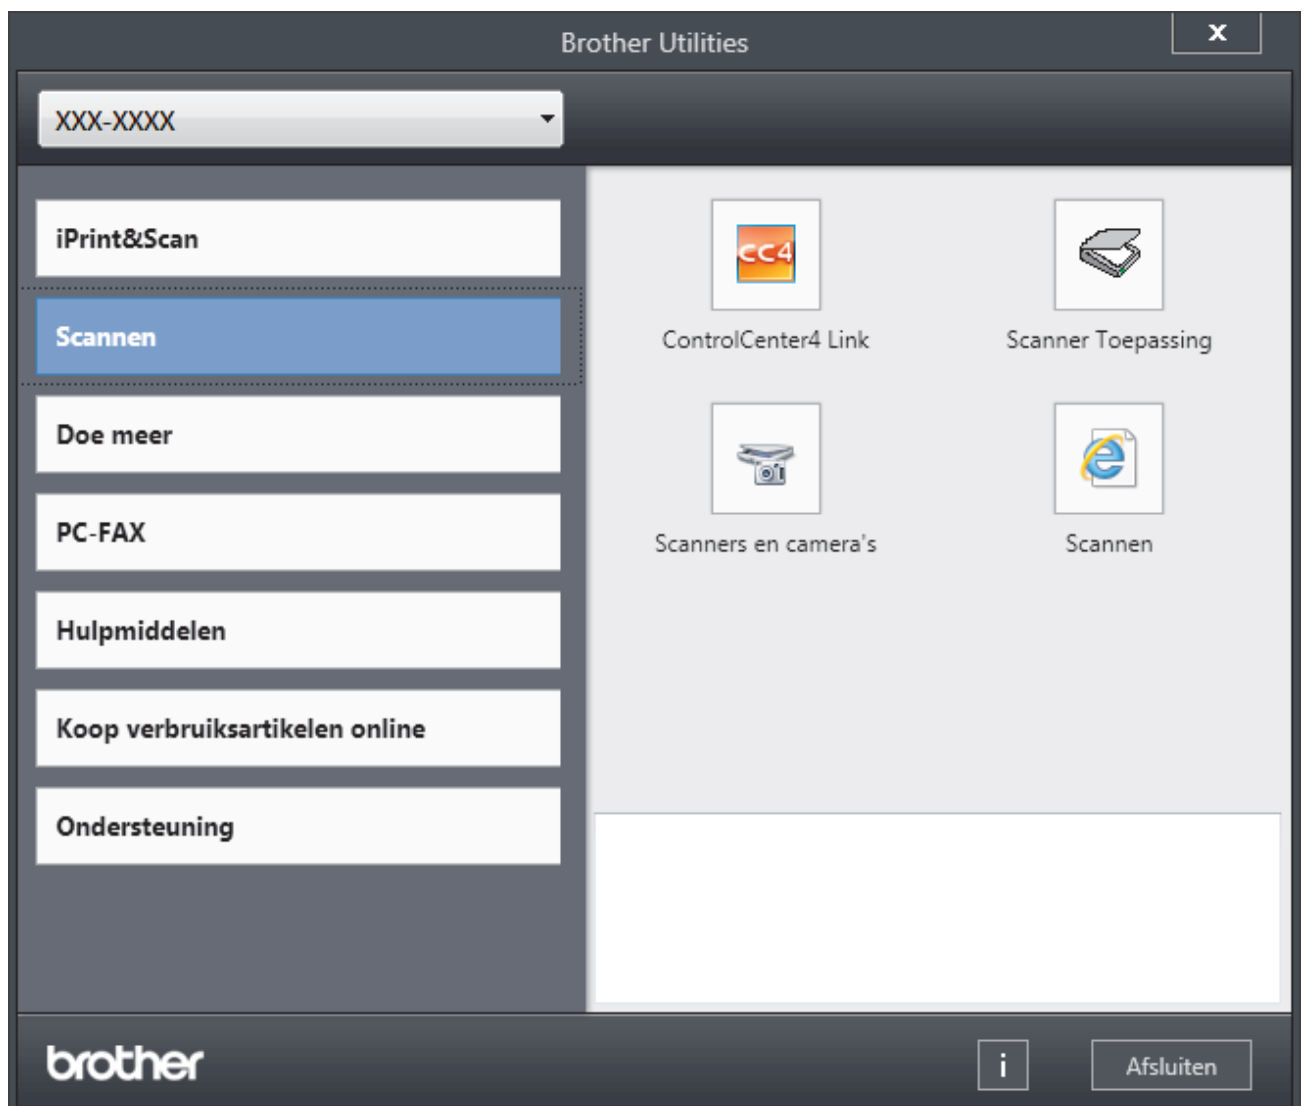 Brother Utilities
X
XXX-XXXX
iPrint&Scan
Scannen
Doe meer
PC-FAX
Hulpmiddelen
Koop verbruiksartikelen online
Ondersteuning
CC4
ControlCenter4 Link
Scanner Toepassing
Scanners en camera's
Scannen
brother
i
Afsluiten